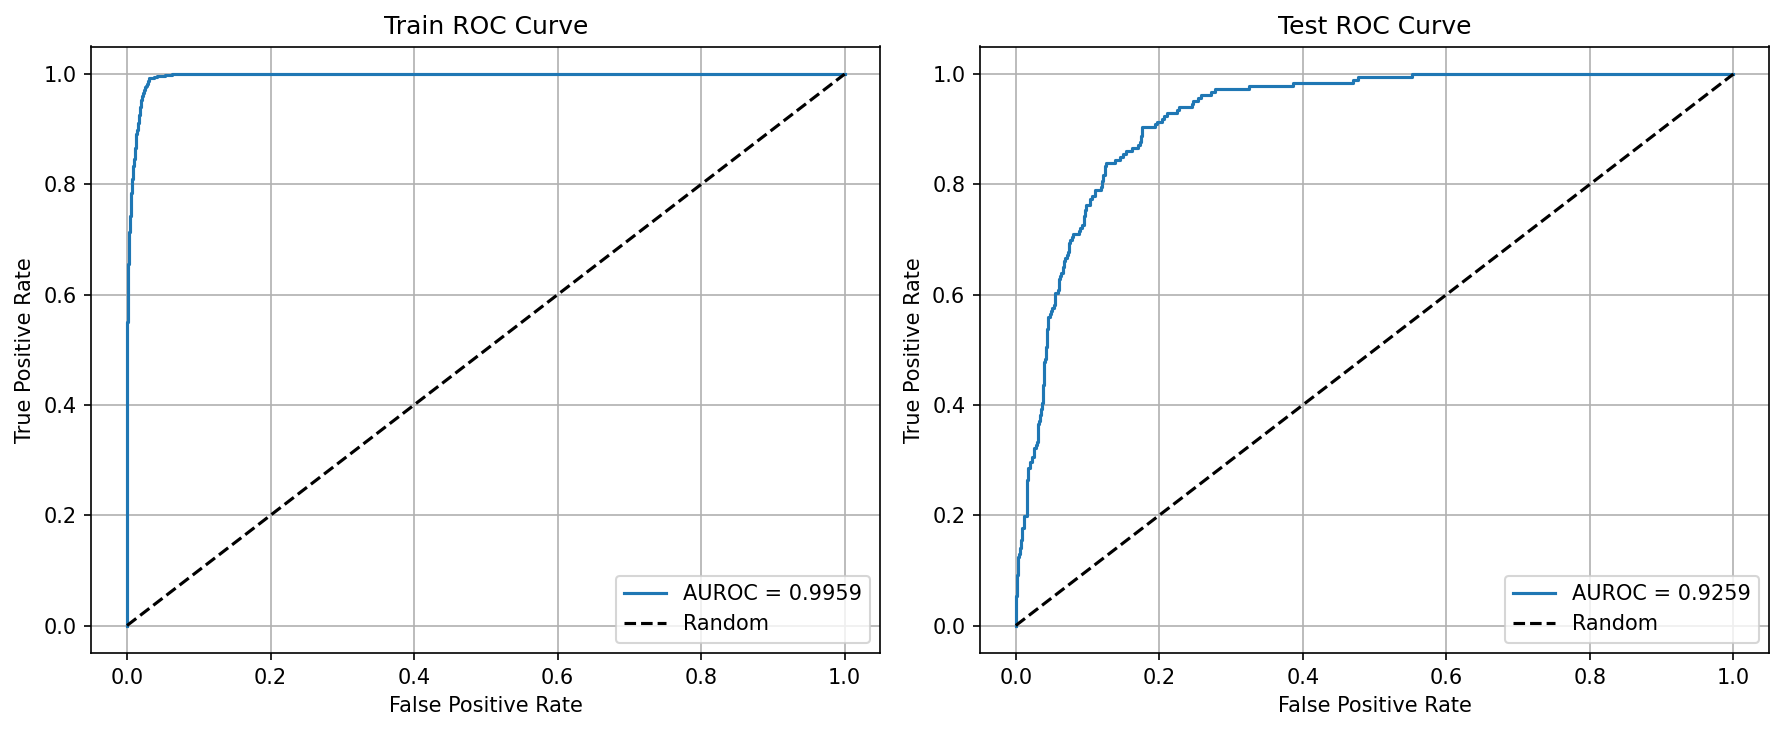 Train ROC Curve
True Positive Rate
1.0
0.8
0.6
0.4
0.2
0.0
0.0 0.2 0.4 0.6 0.8 1.0
False Positive Rate
AUROC = 0.9959
Random
Test ROC Curve
True Positive Rate
1.0
0.8
0.6
0.4
0.2
0.0
0.0 0.2 0.4 0.6 0.8 1.0
False Positive Rate
AUROC = 0.9259
Random